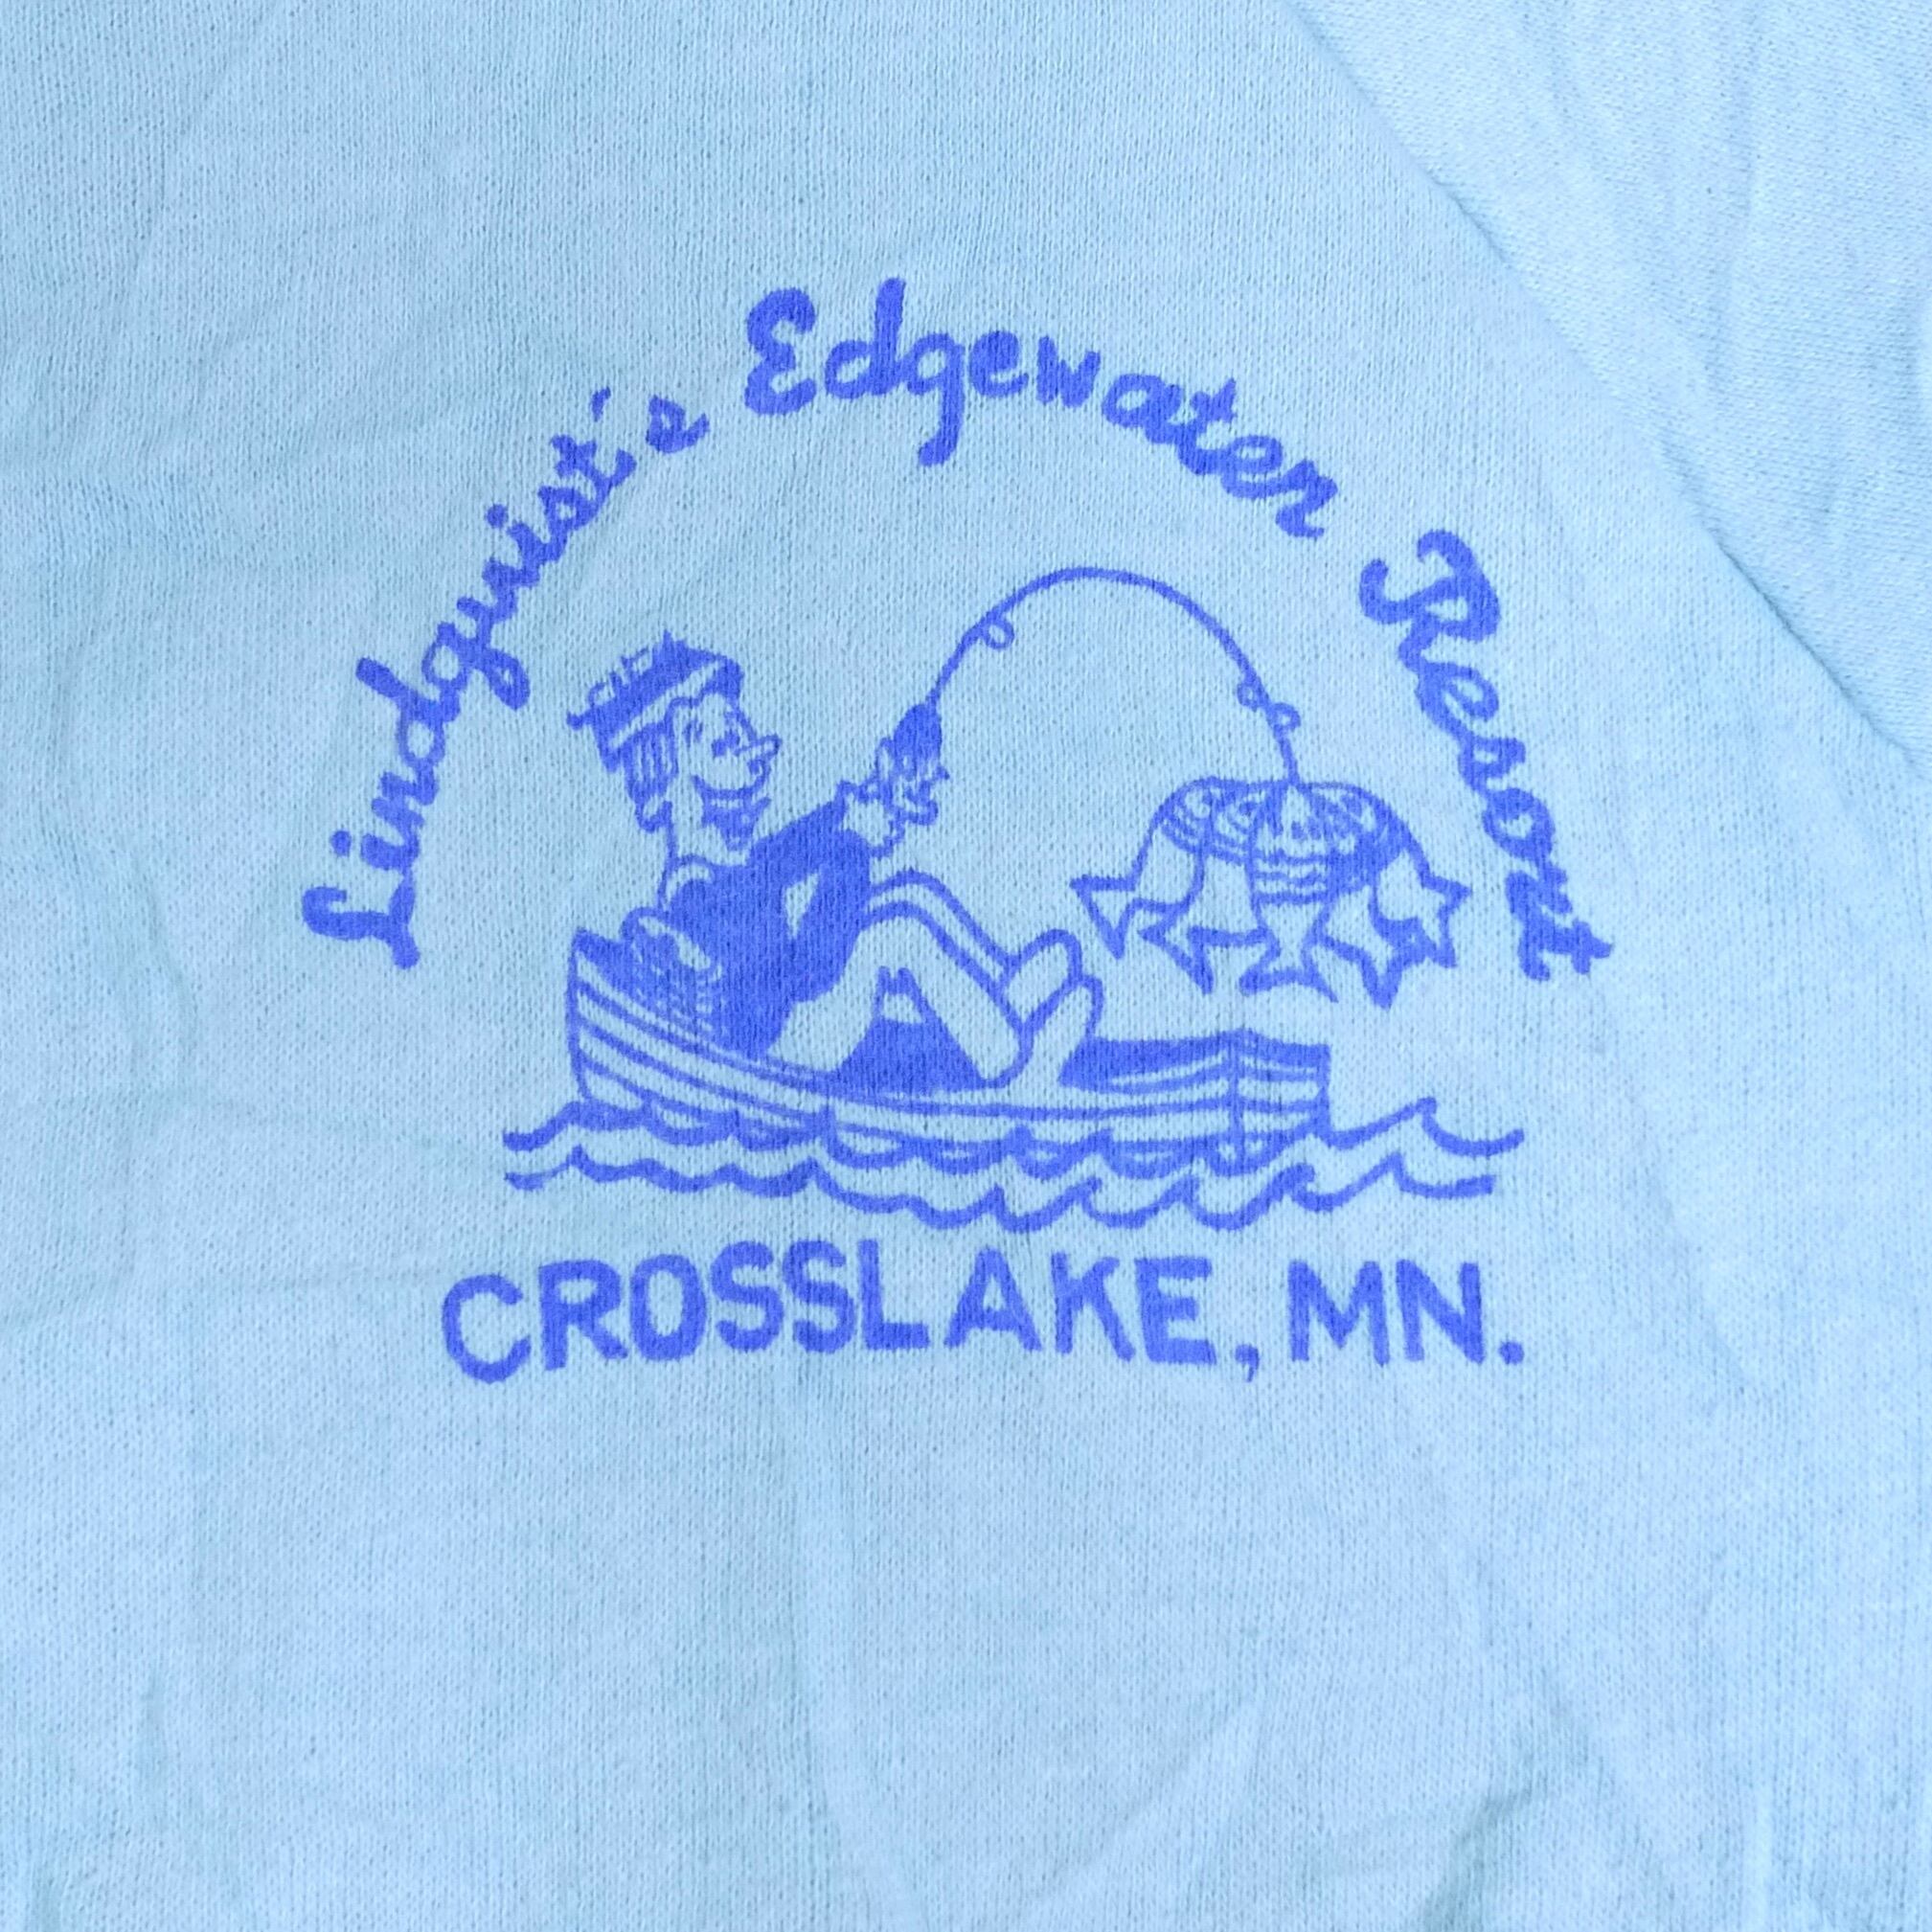 Lindquist's Edgewater Resort
CROSSLAKE, MN.